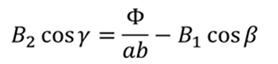 B₂ cos γ = Φ/ab − B₁ cos β